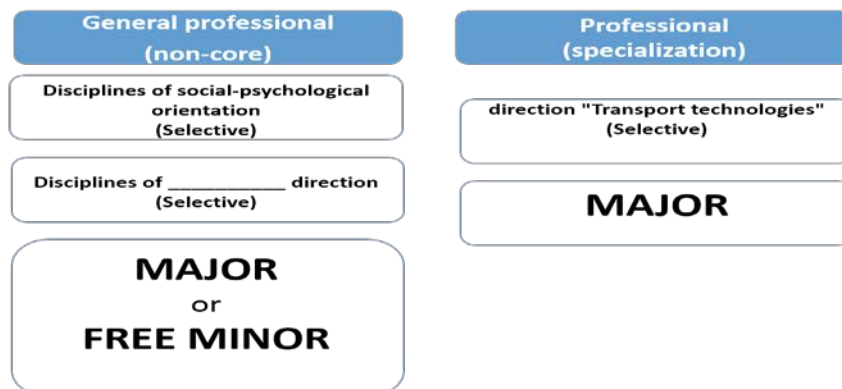 General professional
(non-core)
Disciplines of social-psychological
orientation
(Selective)
Disciplines of __________ direction
(Selective)
MAJOR
or
FREE MINOR
Professional
(specialization)
direction "Transport technologies"
(Selective)
MAJOR